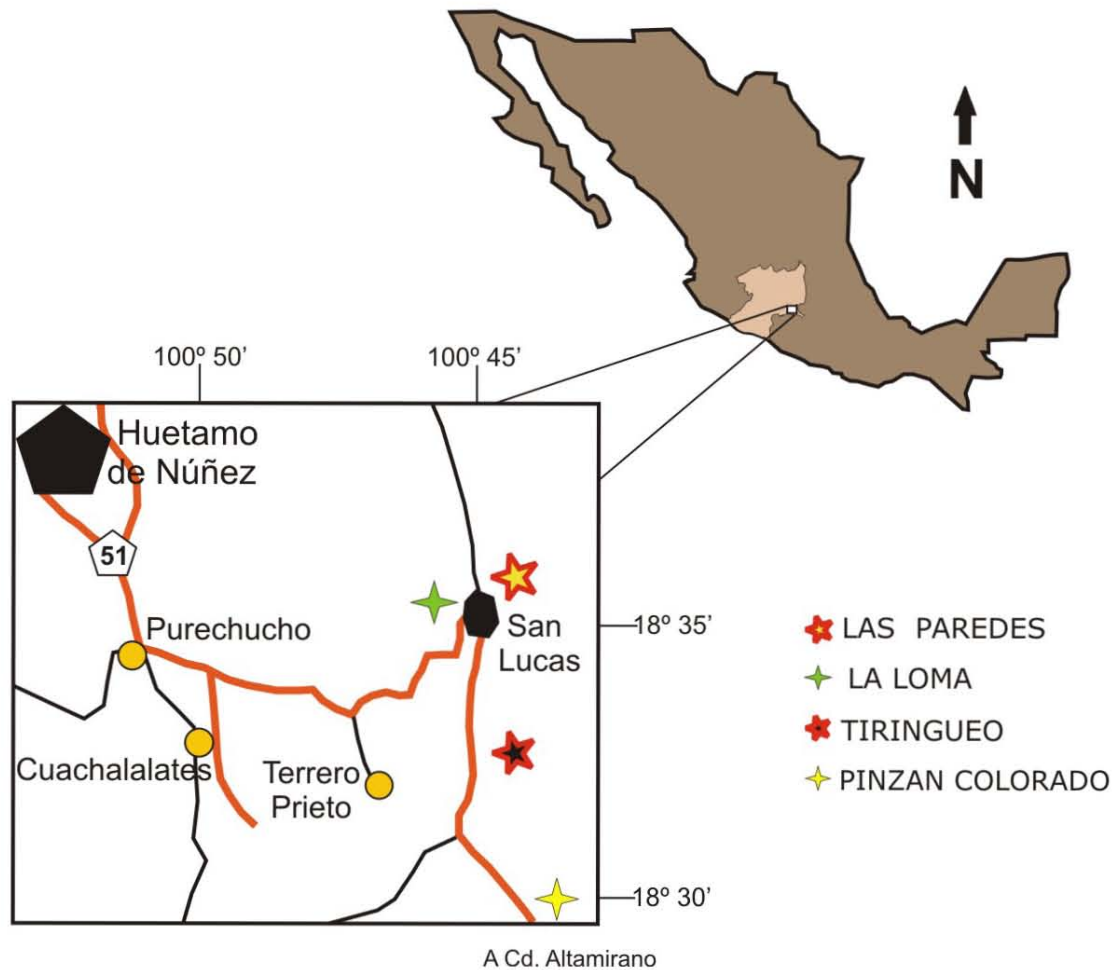 N
100º 50’
100º 45’
Huetamo
de Núñez
51
Purechucho
San
Lucas
18º 35’
Cuachalalates
Terrero
Prieto
18º 30’
A Cd. Altamirano
LAS PAREDES
LA LOMA
TIRINGUEO
PINZAN COLORADO